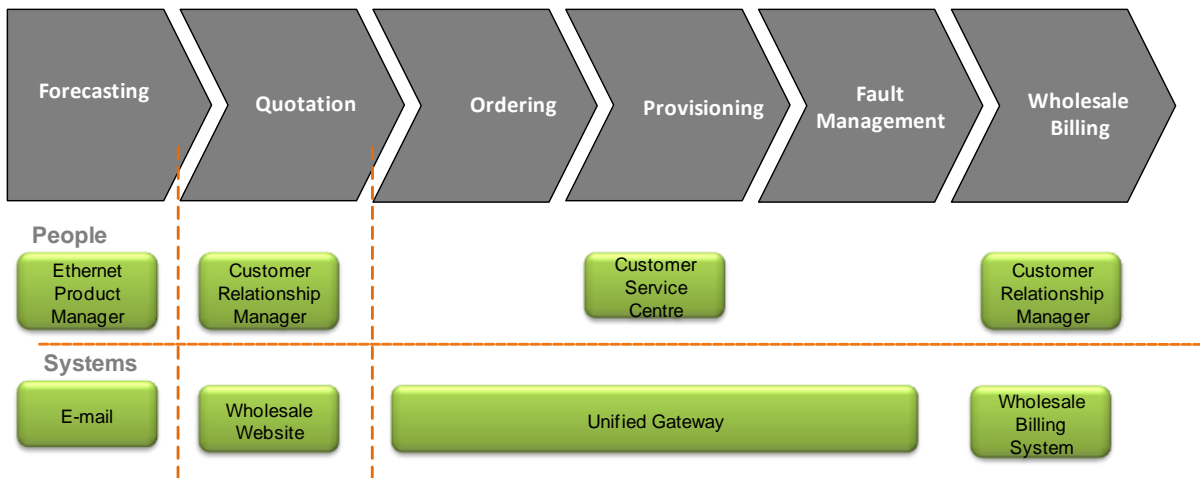 Forecasting
Quotation
Ordering
Provisioning
Fault
Management
Wholesale
Billing
People
Ethernet
Product
Manager
Customer
Relationship
Manager
Customer
Service
Centre
Customer
Relationship
Manager
Systems
E-mail
Wholesale
Website
Unified Gateway
Wholesale
Billing
System